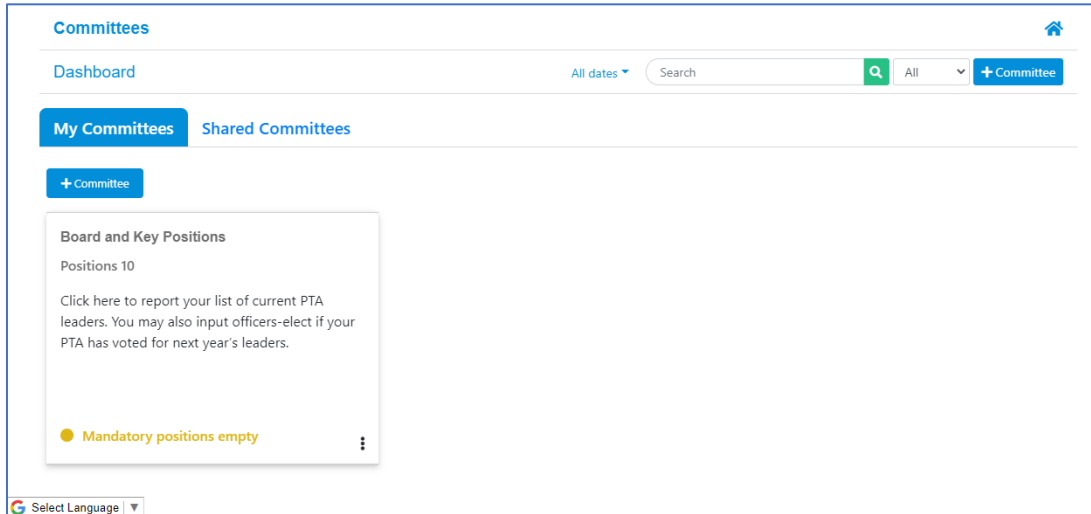 Committees
Dashboard
All dates
Search
All
+ Committee
My Committees
Shared Committees
+ Committee
Board and Key Positions
Positions 10
Click here to report your list of current PTA
leaders. You may also input officers-elect if your
PTA has voted for next year's leaders.
Mandatory positions empty
G Select Language ▼